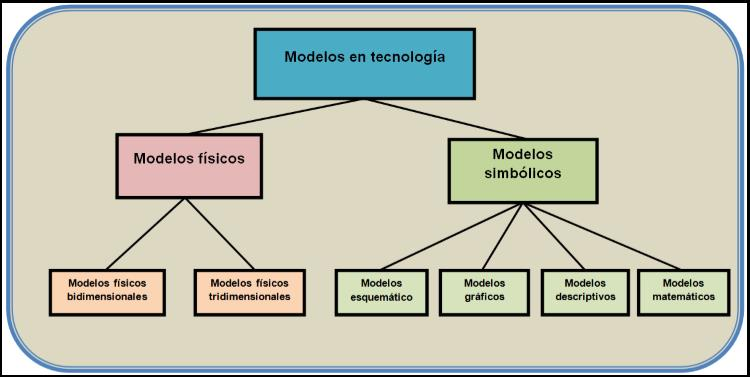 Modelos en tecnología
Modelos físicos
Modelos
simbólicos
Modelos físicos
bidimensionales
Modelos físicos
tridimensionales
Modelos
esquemático
Modelos
gráficos
Modelos
descriptivos
Modelos
matemáticos